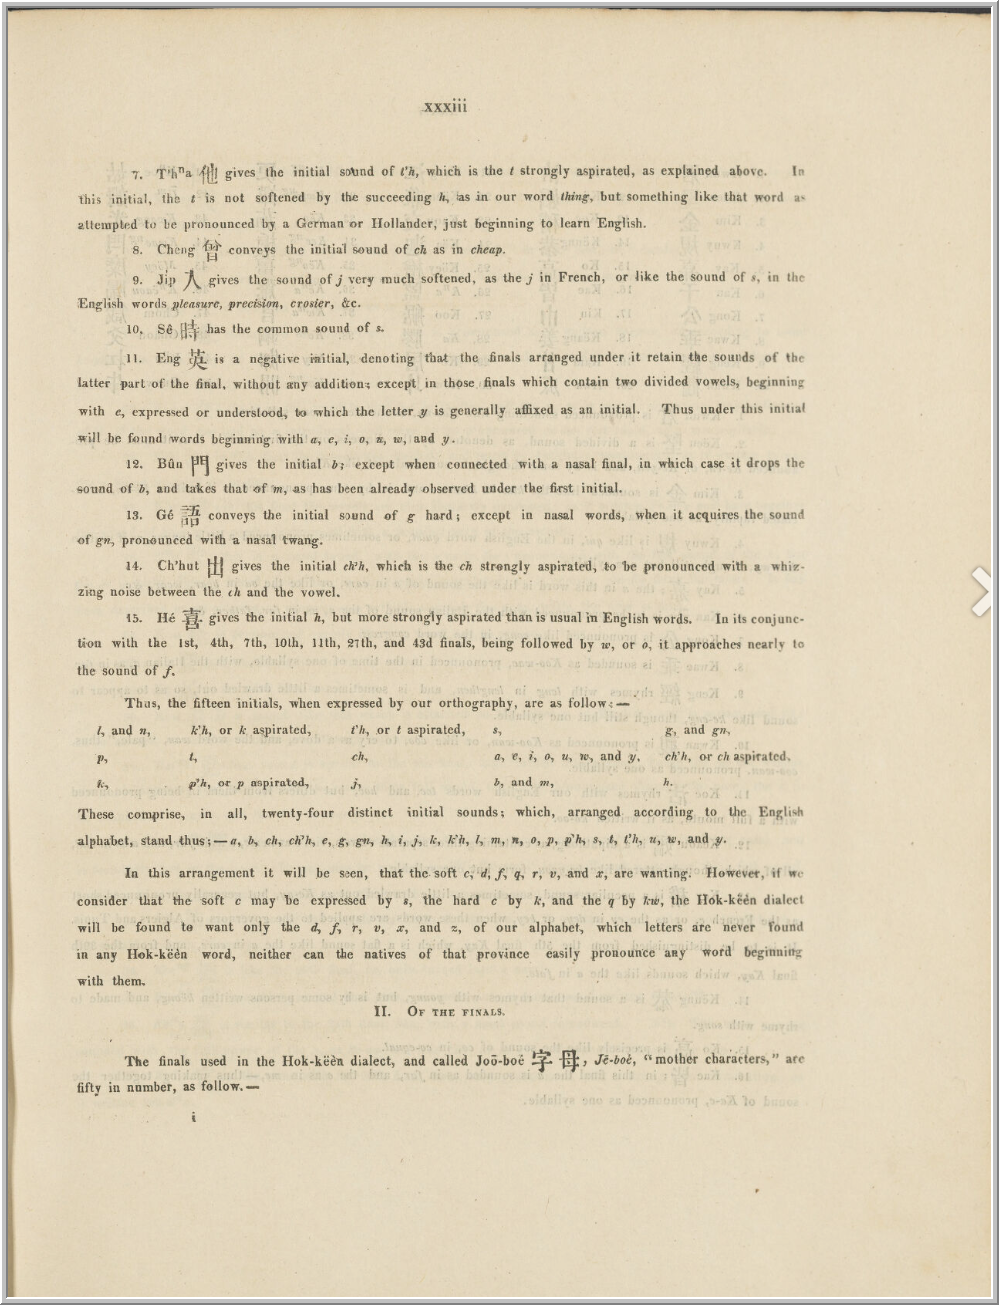 xxxiii
7. T'hⁿa 他 gives the initial sound of t'h, which is the t strongly aspirated, as explained above. In
this initial, the t is not softened by the succeeding h, as in our word thing, but something like that word as
attempted to be pronounced by a German or Hollander, just beginning to learn English.
8. Cheng 曾 conveys the initial sound of ch as in cheap.
9. Jip 人 gives the sound of j very much softened, as the j in French, or like the sound of s, in the
English words pleasure, precision, crosier, &c.
10. Sê 時 has the common sound of s.
11. Eng 英 is a negative initial, denoting that the finals arranged under it retain the sounds of the
latter part of the final, without any addition; except in those finals which contain two divided vowels, beginning
with e, expressed or understood, to which the letter y is generally affixed as an initial. Thus under this initial
will be found words beginning with a, e, i, o, u, w, and y.
12. Bûn 門 gives the initial b; except when connected with a nasal final, in which case it drops the
sound of b, and takes that of m, as has been already observed under the first initial.
13. Gé 語 conveys the initial sound of g hard; except in nasal words, when it acquires the sound
of gn, pronounced with a nasal twang.
14. Ch'hut 出 gives the initial ch'h, which is the ch strongly aspirated, to be pronounced with a whiz-
zing noise between the ch and the vowel.
15. Hé 喜 gives the initial h, but more strongly aspirated than is usual in English words. In its conjunc-
tion with the 1st, 4th, 7th, 10th, 11th, 27th, and 43d finals, being followed by w, or o, it approaches nearly to
the sound of f.
Thus, the fifteen initials, when expressed by our orthography, are as follow:—
l, and n, k'h, or k aspirated, t'h, or t aspired, s, g, and gn,
p, t, ch, a, e, i, o, u, w, and y, ch'h, or ch aspirated,
k, p'h, or p aspirated, j, b, and m, h.
These comprise, in all, twenty-four distinct initial sounds; which, arranged according to the English
alphabet, stand thus;—a, b, ch, ch'h, e, g, gn, h, i, j, k, k'h, l, m, n, o, p, p'h, s, t, t'h, u, w, and y.
In this arrangement it will be seen, that the soft c, d, f, q, r, v, and x, are wanting. However, if we
consider that the soft c may be expressed by s, the hard c by k, and the q by kw, the Hok-këèn dialect
will be found to want only the d, f, r, v, x, and z, of our alphabet, which letters are never found
in any Hok-këèn word, neither can the natives of that province easily pronounce any word beginning
with them.
II. OF THE FINALS.
The finals used in the Hok-këèn dialect, and called Joō-boé 字母, Jē-boé, "mother characters," are
fifty in number, as follow.—
i